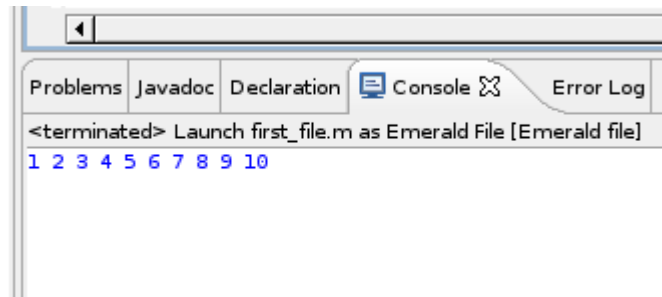 Problems Javadoc Declaration Console Error Log
<terminated> Launch first_file.m as Emerald File [Emerald file]
1 2 3 4 5 6 7 8 9 10